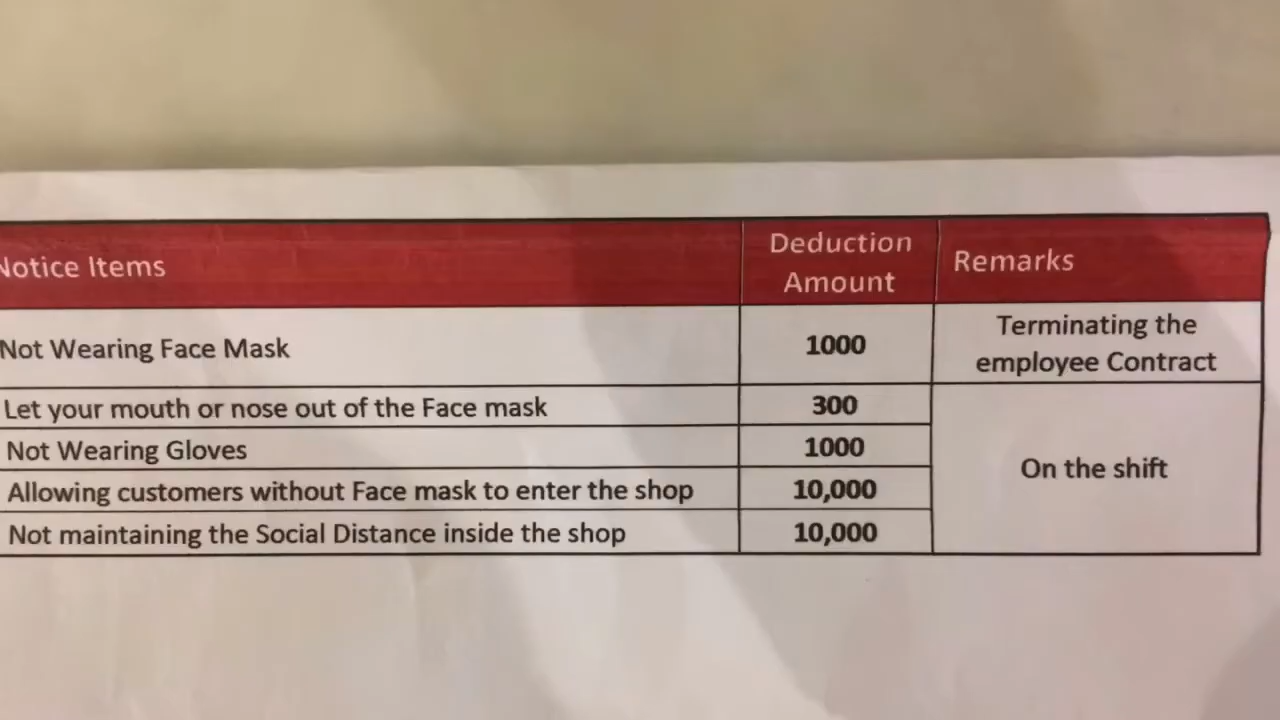 Notice Items
Deduction
Amount
Remarks
Not Wearing Face Mask
1000
Terminating the
employee Contract
Let your mouth or nose out of the Face mask
300
Not Wearing Gloves
1000
On the shift
Allowing customers without Face mask to enter the shop
10,000
Not maintaining the Social Distance inside the shop
10,000